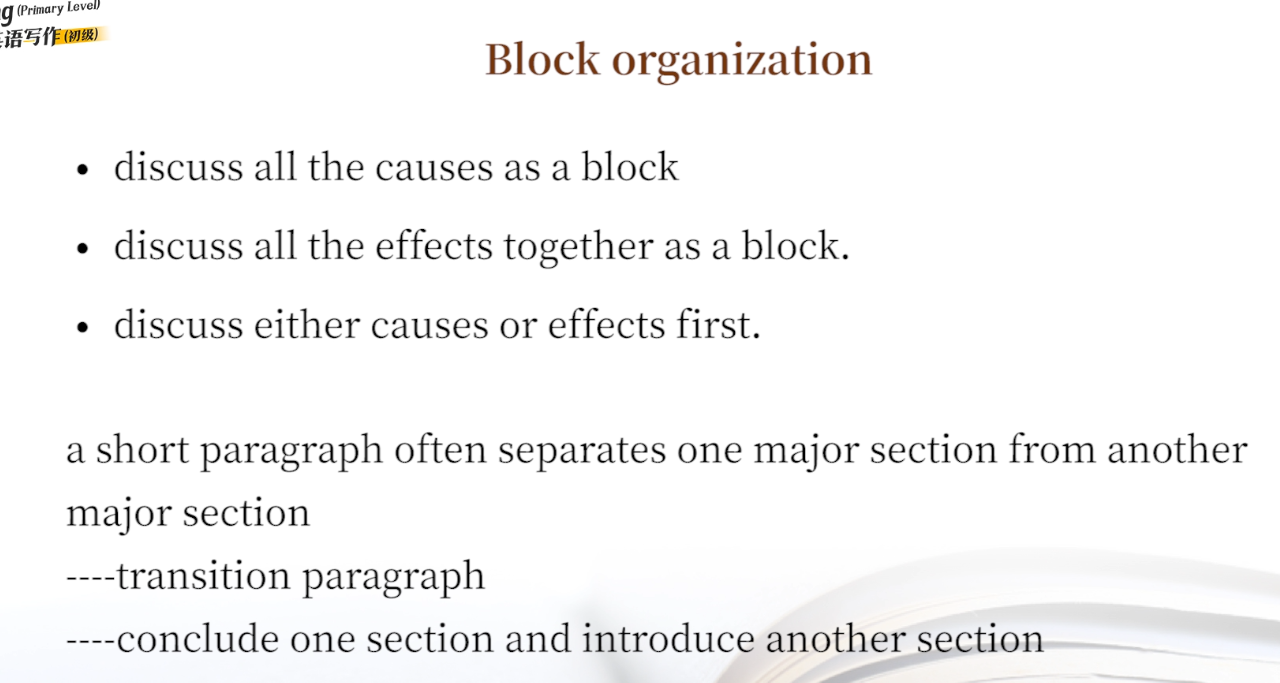 g (Primary Level)
语写作 (初级)
Block organization
• discuss all the causes as a block
• discuss all the effects together as a block.
• discuss either causes or effects first.
a short paragraph often separates one major section from another
major section
----transition paragraph
----conclude one section and introduce another section